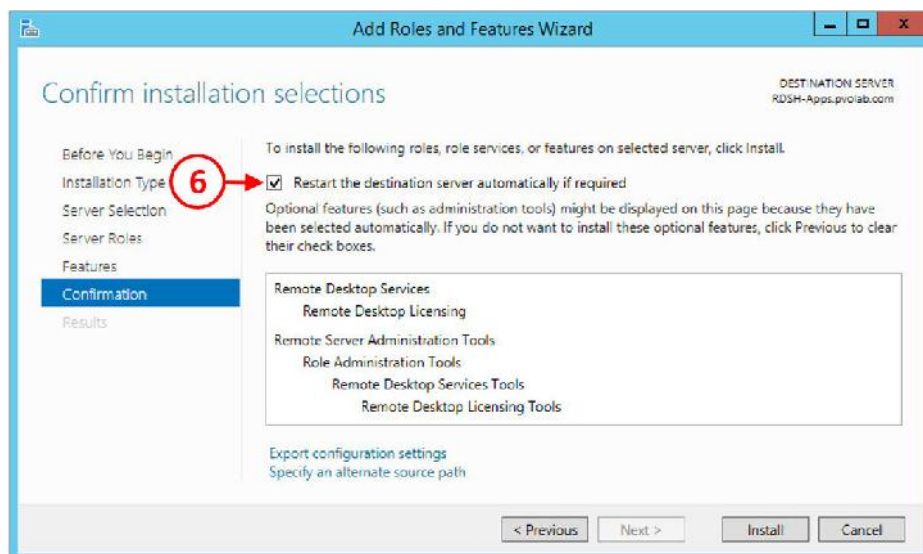 Add Roles and Features Wizard
Confirm installation selections
DESTINATION SERVER
RDSH-Apps.pvolab.com
Before You Begin
Installation Type
Server Selection
Server Roles
Features
Confirmation
Results
6
To install the following roles, role services, or features on selected server, click Install.
Restart the destination server automatically if required
Optional features (such as administration tools) might be displayed on this page because they have
been selected automatically. If you do not want to install these optional features, click Previous to clear
their check boxes.
Remote Desktop Services
Remote Desktop Licensing
Remote Server Administration Tools
Role Administration Tools
Remote Desktop Services Tools
Remote Desktop Licensing Tools
Export configuration settings
Specify an alternate source path
< Previous
Next >
Install
Cancel